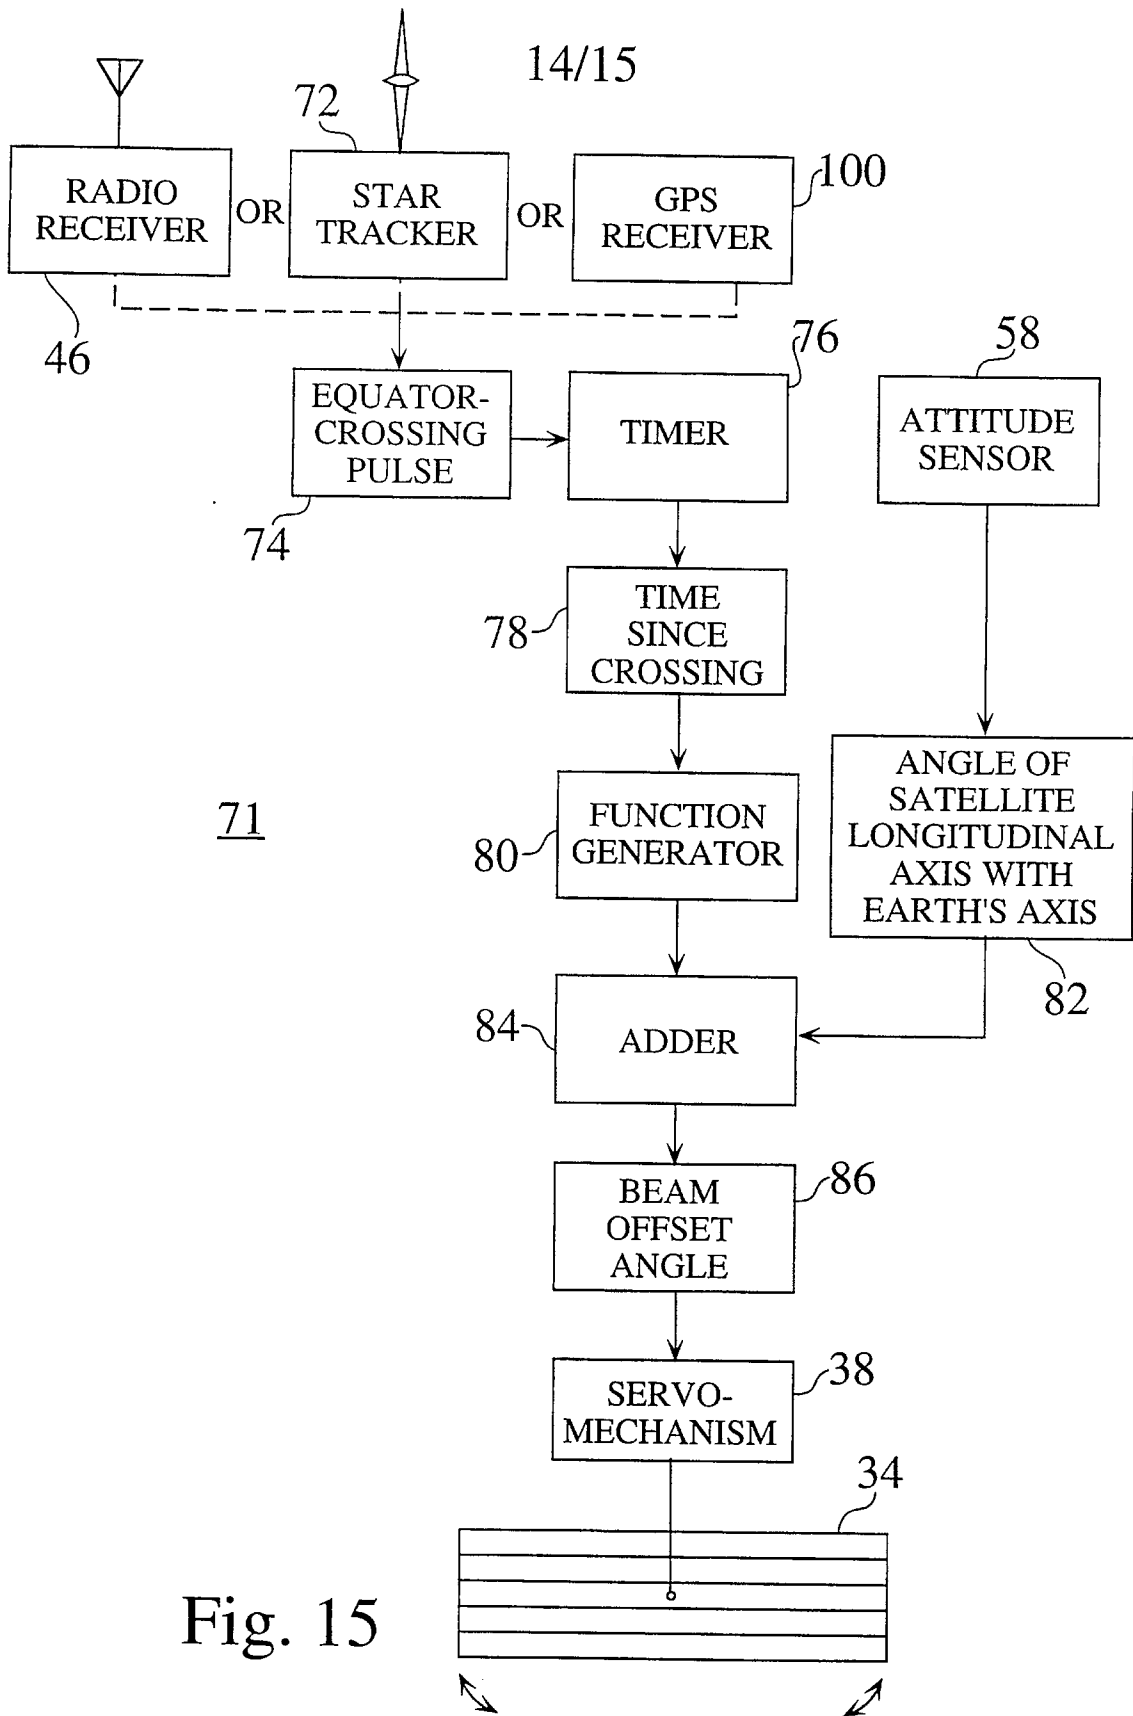 14/15
72
100
RADIO
RECEIVER
OR
STAR
TRACKER
OR
GPS
RECEIVER
46
76
58
EQUATOR-
CROSSING
PULSE
TIMER
ATTITUDE
SENSOR
74
78
TIME
SINCE
CROSSING
71
80
FUNCTION
GENERATOR
ANGLE OF
SATELLITE
LONGITUDINAL
AXIS WITH
EARTH'S AXIS
82
84
ADDER
86
BEAM
OFFSET
ANGLE
38
SERVO-
MECHANISM
34
Fig. 15